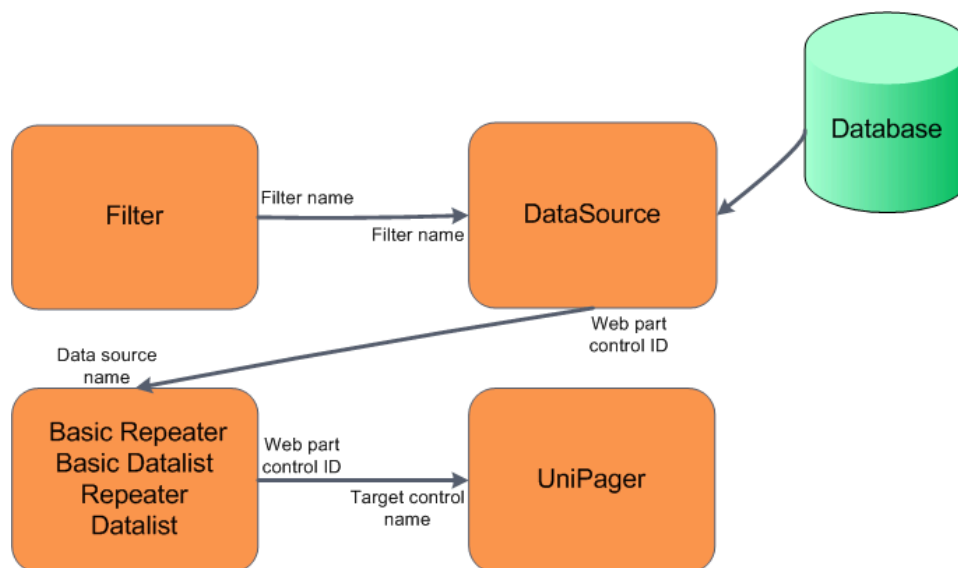 Database
Filter
Filter name
Filter name
DataSource
Web part
control ID
Data source
name
Basic Repeater
Basic Datalist
Repeater
Datalist
Web part
control ID
Target control
name
UniPager